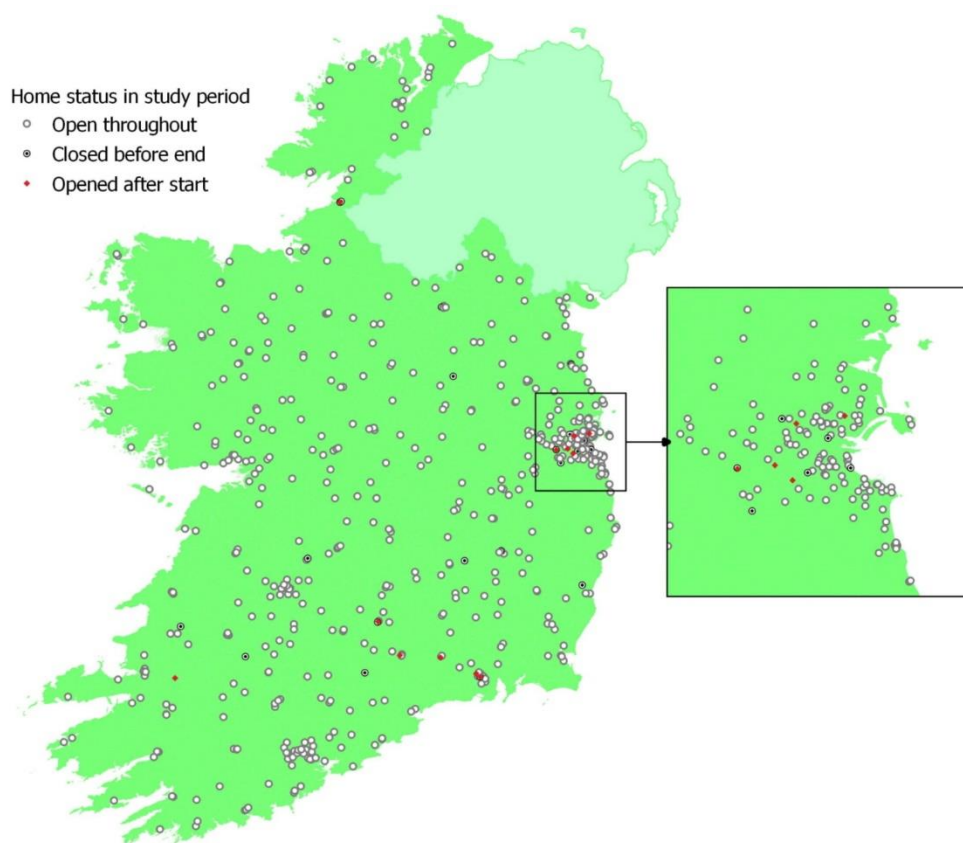 Home status in study period
Open throughout
Closed before end
Opened after start